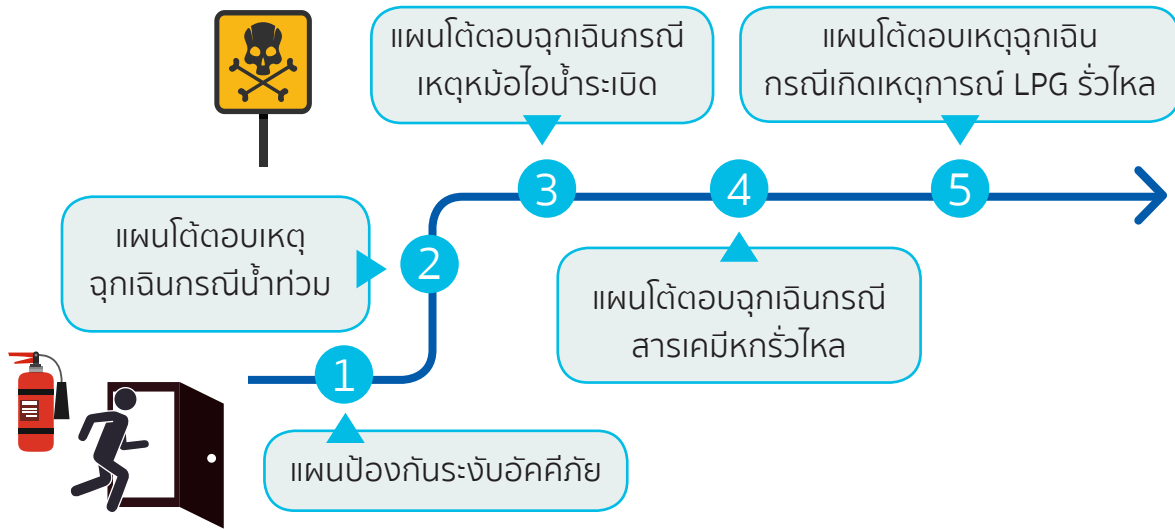 1
แผนป้องกันระงับอัคคีภัย
2
แผนโต้ตอบเหตุ
ฉุกเฉินกรณีน้ำท่วม
3
แผนโต้ตอบฉุกเฉินกรณี
เหตุหม้อไอน้ำระเบิด
4
แผนโต้ตอบฉุกเฉินกรณี
สารเคมีหกรั่วไหล
5
แผนโต้ตอบเหตุฉุกเฉิน
กรณีเกิดเหตุการณ์ LPG รั่วไหล